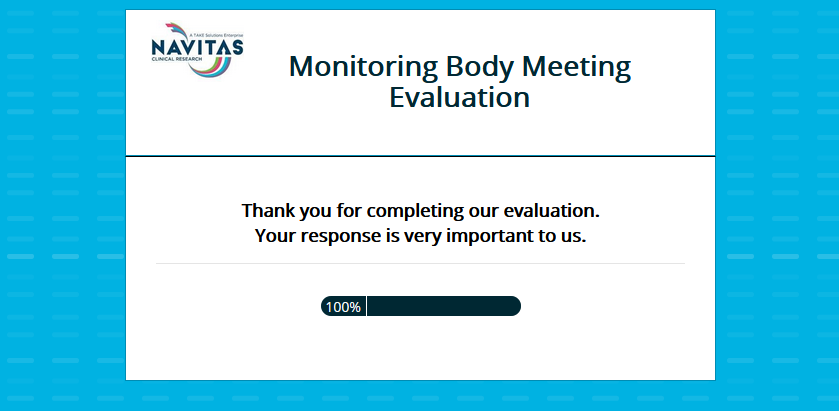 A TAKE Solutions Enterprise
NAVITAS
CLINICAL RESEARCH
Monitoring Body Meeting
Evaluation
Thank you for completing our evaluation.
Your response is very important to us.
100%